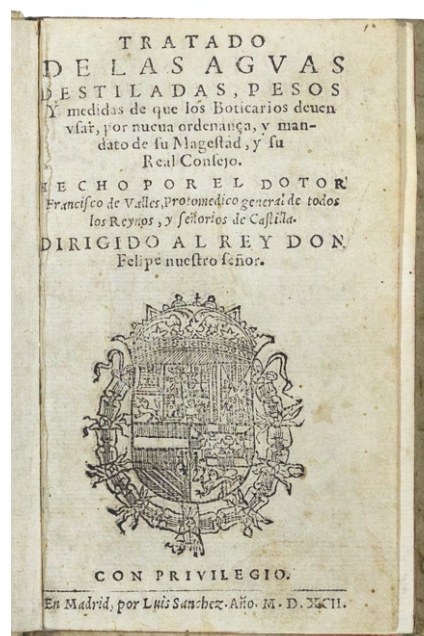 TRATADO
DE LAS AGVAS
DESTILADAS, PESOS
Y medidas de que los Boticarios deuen
vsar, por nueua ordenança, y man-
dato de su Magestad, y su
Real Consejo.
HECHO POR EL DOTOR
Francisco de Valles, Protomedico general de todos
los Reynos, y señorios de Castilla.
DIRIGIDO AL REY DON
Felipe nuestro señor.
CON PRIVILEGIO.
En Madrid, por Luis Sanchez. Año. M. D. XCII.